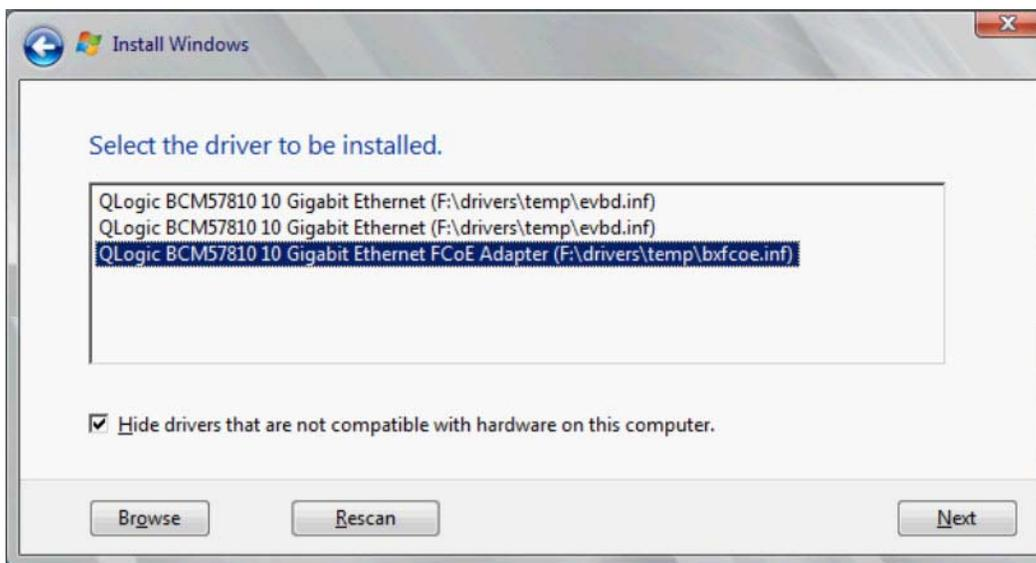 Install Windows
Select the driver to be installed.
QLogic BCM57810 10 Gigabit Ethernet (F:\drivers\temp\evbd.inf)
QLogic BCM57810 10 Gigabit Ethernet (F:\drivers\temp\evbd.inf)
QLogic BCM57810 10 Gigabit Ethernet FCoE Adapter (F:\drivers\temp\bxfcoe.inf)
Hide drivers that are not compatible with hardware on this computer.
Browse Rescan Next